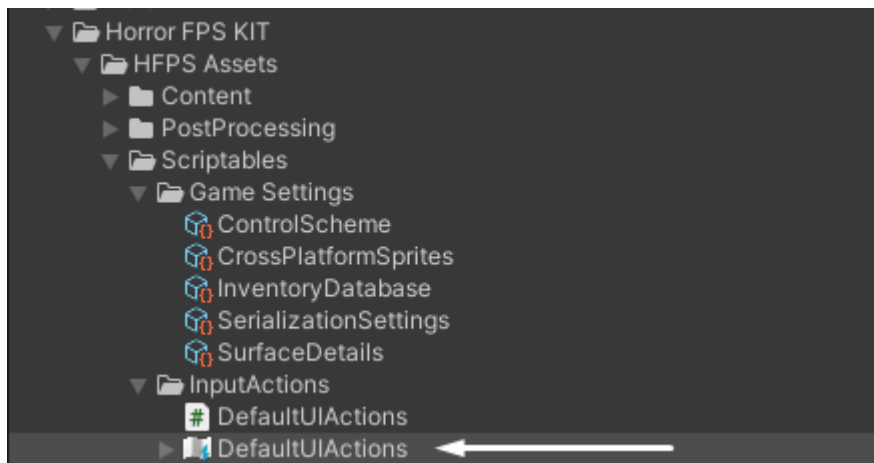 Horror FPS KIT
HFPS Assets
Content
PostProcessing
Scriptables
Game Settings
ControlScheme
CrossPlatformSprites
InventoryDatabase
SerializationSettings
SurfaceDetails
InputActions
DefaultUIActions
DefaultUIActions